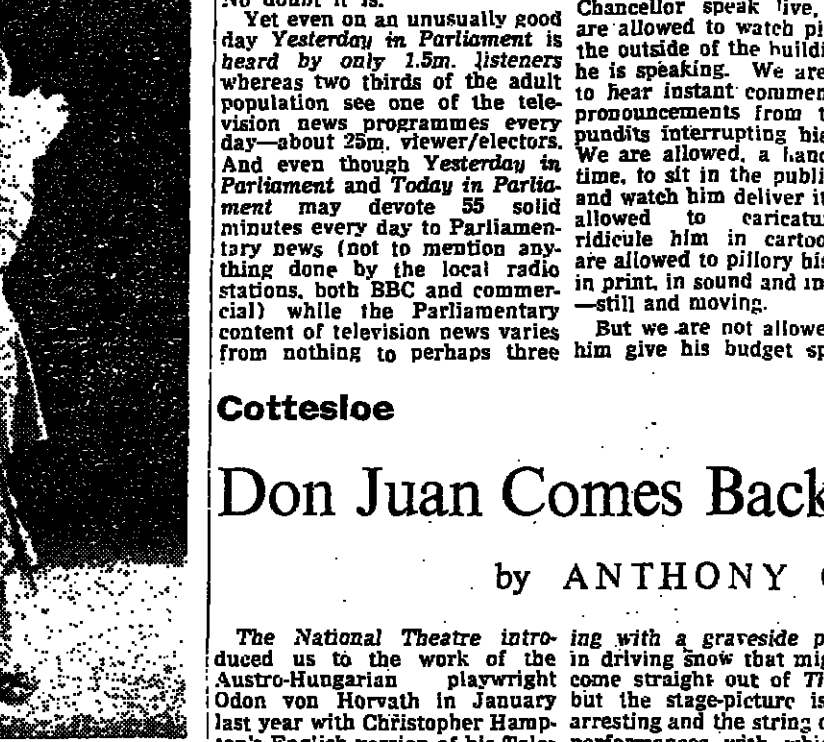 No doubt it is.
Yet even on an unusually good
day Yesterday in Parliament is
heard by only 1.5m. listeners
whereas two thirds of the adult
population see one of the tele-
vision news programmes every
day—about 25m. viewer/electors.
And even though Yesterday in
Parliament and Today in Parlia-
ment may devote 55 solid
minutes every day to Parliamen-
tary news (not to mention any-
thing done by the local radio
stations, both BBC and commer-
cial) while the Parliamentary
content of television news varies
from nothing to perhaps three
Chancellor speak live,
are allowed to watch
the outside of the
he is speaking. We are
to hear instant
pronouncements from
pundits interrupting
We are allowed, a
time, to sit in the
and watch him deliver
allowed to
ridicule him in
are allowed to pillory
in print, in sound and
—still and moving.
But we are not
him give his budget
Cottesloe
Don Juan Comes Back
by ANTHONY
The National Theatre intro-
duced us to the work of the
Austro-Hungarian playwright
Odon von Horvath in January
last year with Christopher Hamp-
ton's English version of his
ing with a graveside
in driving snow that
come straight out of
but the stage-picture
arresting and the string
performances with